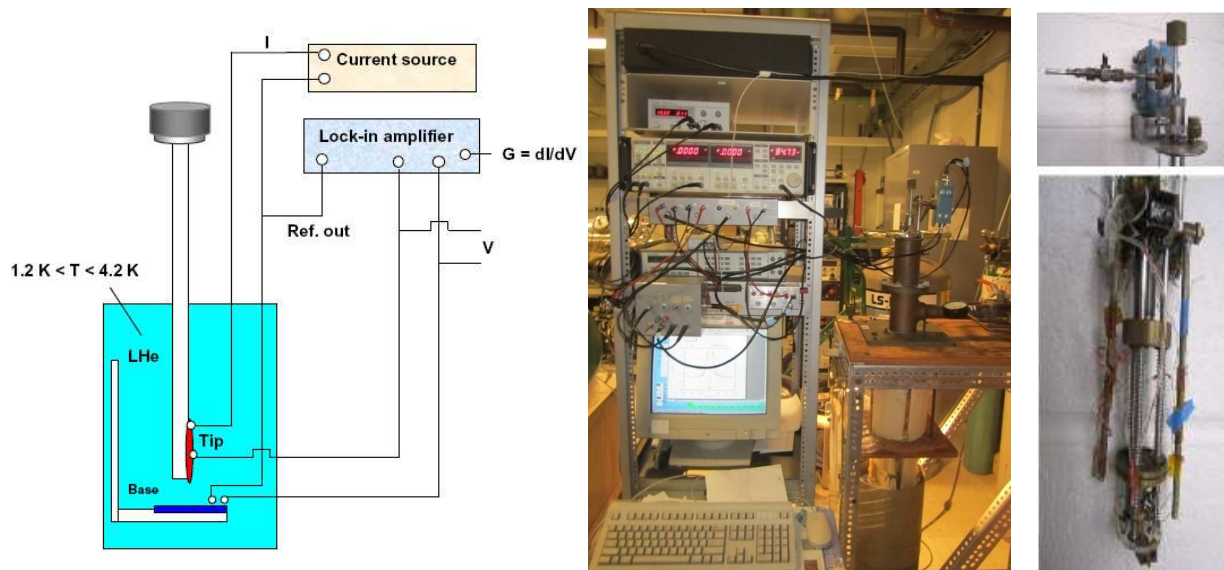 I
Current source
Lock-in amplifier
G = dI/dV
Ref. out
V
1.2 K < T < 4.2 K
LHe
Tip
Base
.0000
.0000
LS-